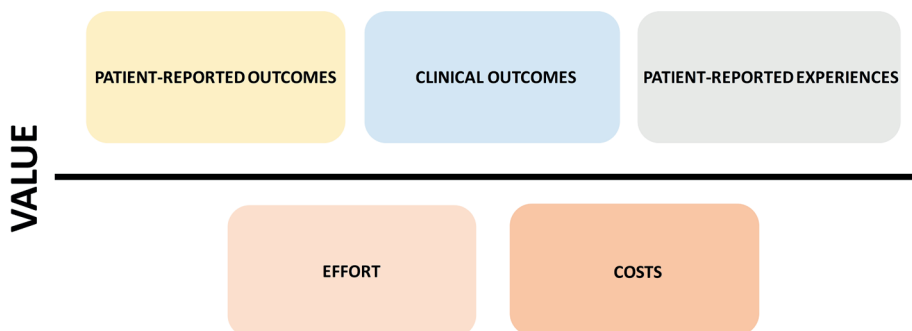 PATIENT-REPORTED OUTCOMES
CLINICAL OUTCOMES
PATIENT-REPORTED EXPERIENCES
VALUE
EFFORT
COSTS